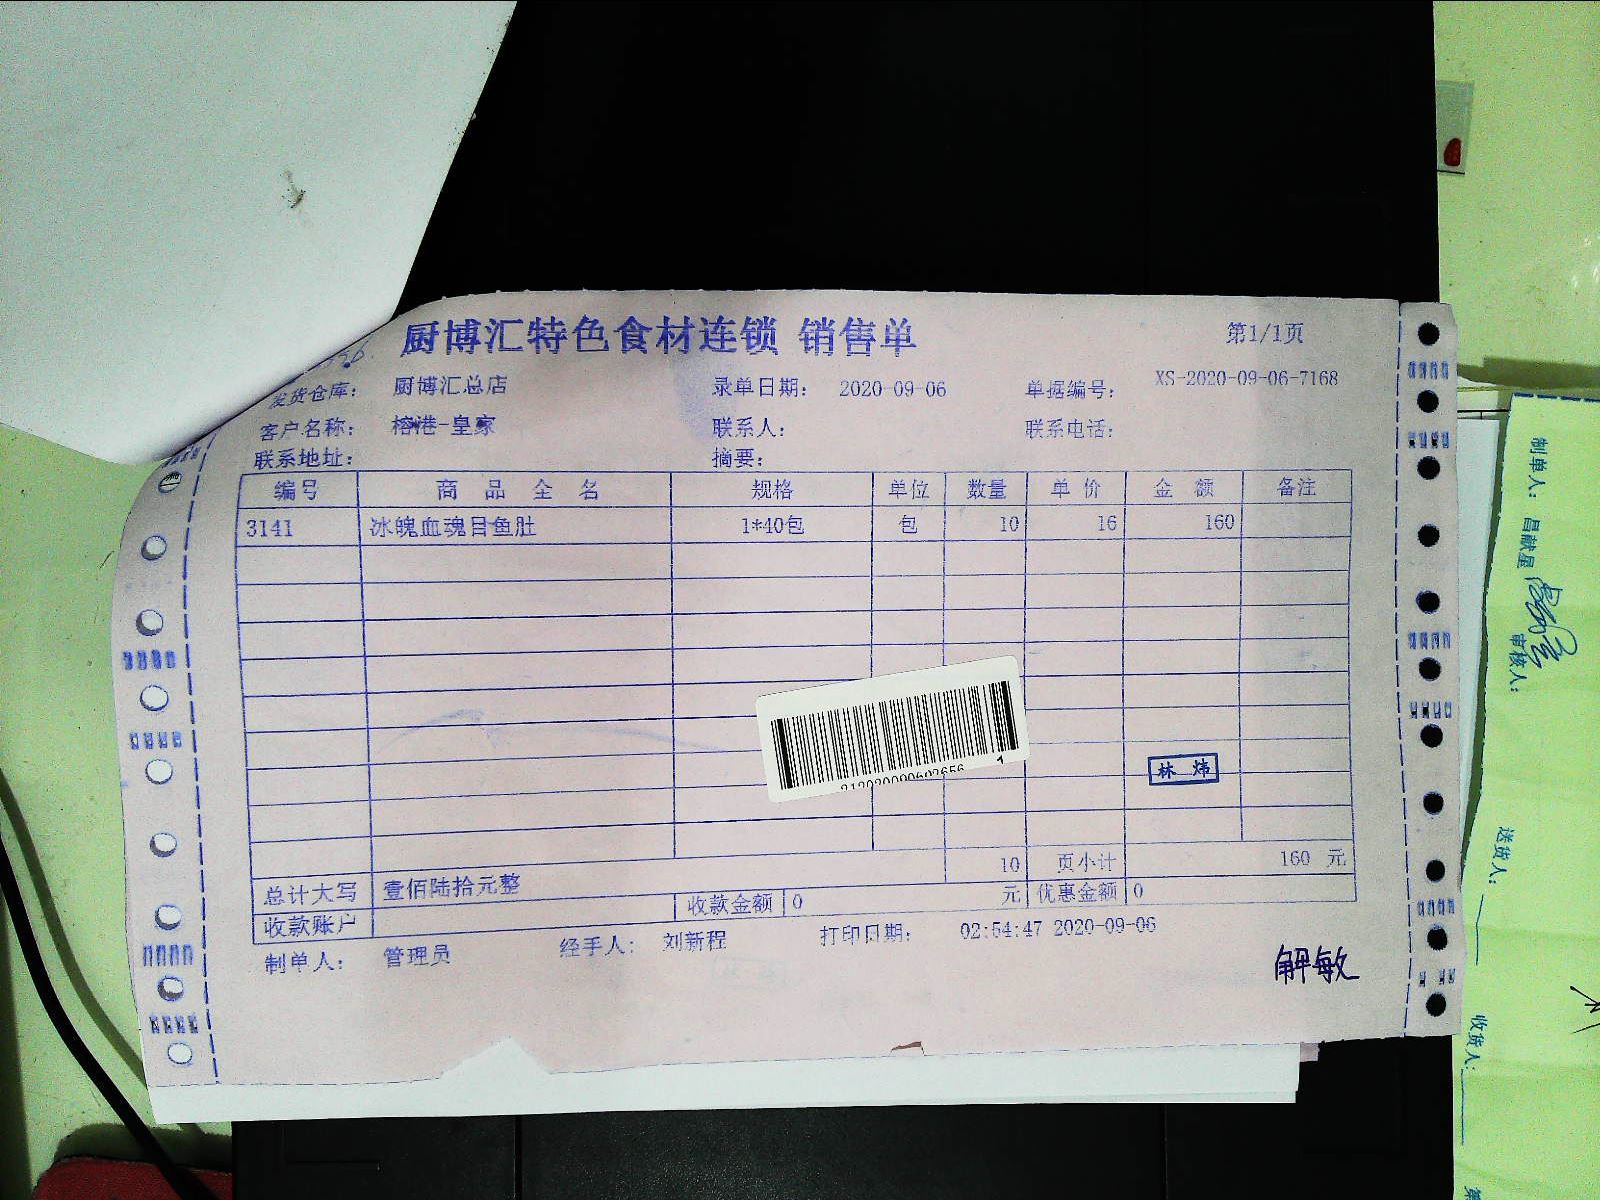 厨博汇特色食材连锁 销售单 第1/1页
发货仓库： 厨博汇总店 录单日期： 2020-09-06 单据编号： XS-2020-09-06-7168
客户名称： 榕港-皇家 联系人： 联系电话：
联系地址： 摘要：
编号 商品全名 规格 单位 数量 单价 金额 备注
3141 冰魄血魂目鱼肚 1*40包 包 10 16 160
1
林炜
10 页小计 160 元
总计大写 壹佰陆拾元整
收款账户 收款金额 0 元 优惠金额 0
制单人： 管理员 经手人： 刘新程 打印日期： 02:54:47 2020-09-06
解敏
制单人： 昌献星 审核人：
送货人：
收货人：